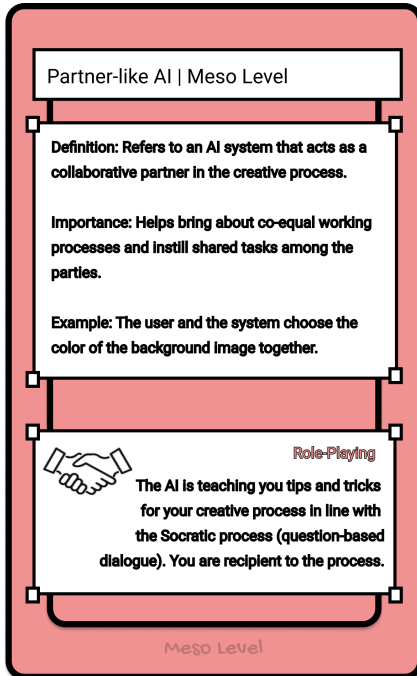 Partner-like AI | Meso Level
Definition: Refers to an AI system that acts as a
collaborative partner in the creative process.
Importance: Helps bring about co-equal working
processes and instill shared tasks among the
parties.
Example: The user and the system choose the
color of the background image together.
Role-Playing
The AI is teaching you tips and tricks
for your creative process in line with
the Socratic process (question-based
dialogue). You are recipient to the process.
Meso Level